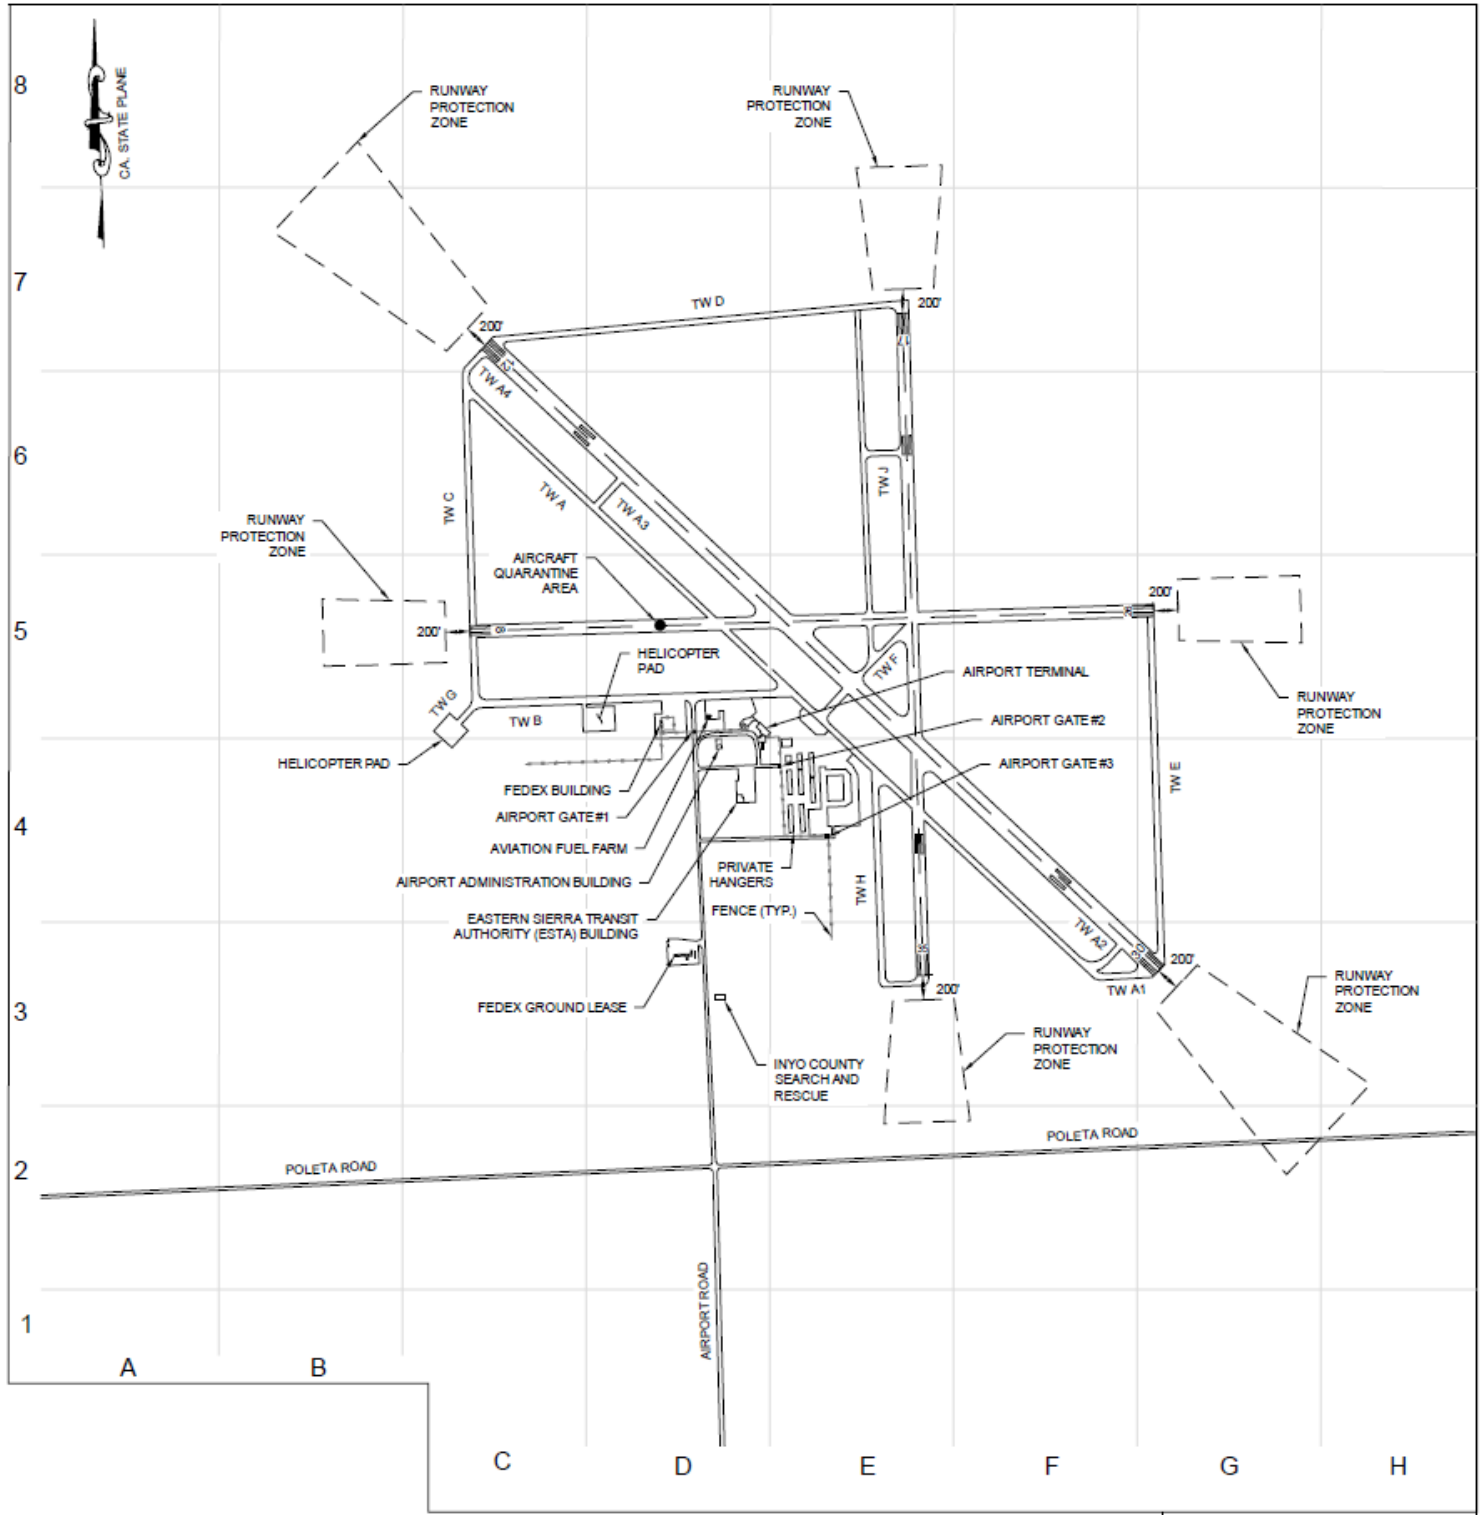 8
CA. STATE PLANE
RUNWAY
PROTECTION
ZONE
RUNWAY
PROTECTION
ZONE
7
TW D
200'
200'
17
12
TW A4
6
TW C
TW A
TW A3
TW J
RUNWAY
PROTECTION
ZONE
AIRCRAFT
QUARANTINE
AREA
200'
5
200'
8
HELICOPTER
PAD
TW F
AIRPORT TERMINAL
RUNWAY
PROTECTION
ZONE
TW G
TW B
AIRPORT GATE #2
HELICOPTER PAD
AIRPORT GATE #3
TW E
FEDEX BUILDING
AIRPORT GATE #1
4
AVIATION FUEL FARM
AIRPORT ADMINISTRATION BUILDING
PRIVATE
HANGERS
TW H
EASTERN SIERRA TRANSIT
AUTHORITY (ESTA) BUILDING
FENCE (TYP.)
TW A2
35
30
200'
FEDEX GROUND LEASE
200'
TW A1
RUNWAY
PROTECTION
ZONE
3
RUNWAY
PROTECTION
ZONE
INYO COUNTY
SEARCH AND
RESCUE
POLETA ROAD
POLETA ROAD
2
AIRPORT ROAD
1
A
B
C
D
E
F
G
H